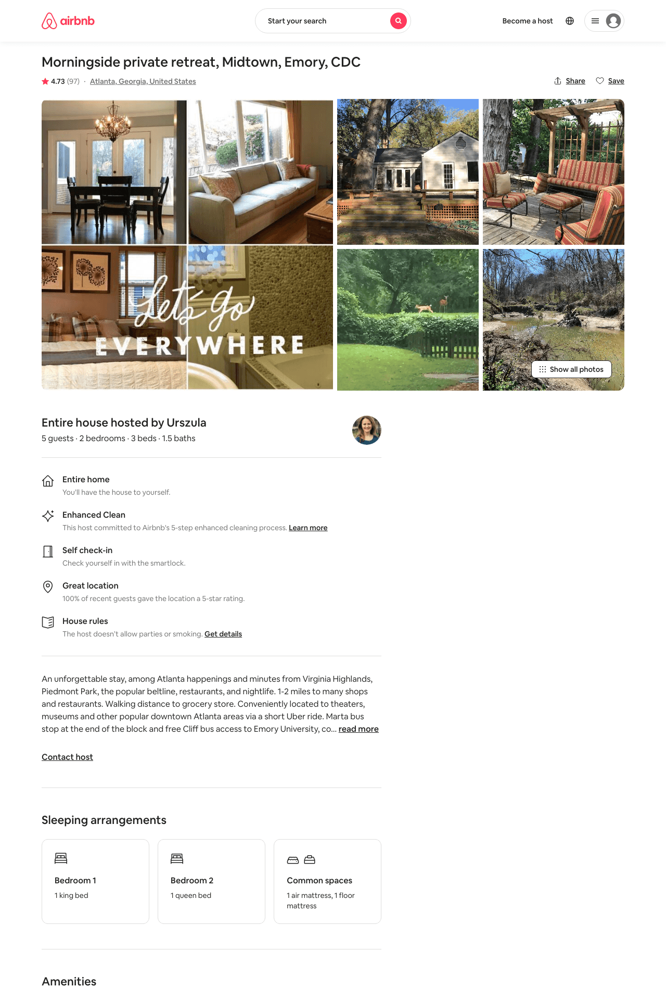 airbnb
Start your search
Become a host
Morningside private retreat, Midtown, Emory, CDC
4.73 (97) · Atlanta, Georgia, United States
Share
Save
Let's Go
EVERYWHERE
Show all photos
Entire house hosted by Urszula
5 guests · 2 bedrooms · 3 beds · 1.5 baths
Entire home
You'll have the house to yourself.
Enhanced Clean
This host committed to Airbnb's 5-step enhanced cleaning process. Learn more
Self check-in
Check yourself in with the smartlock.
Great location
100% of recent guests gave the location a 5-star rating.
House rules
The host doesn't allow parties or smoking. Get details
An unforgettable stay, among Atlanta happenings and minutes from Virginia Highlands,
Piedmont Park, the popular beltline, restaurants, and nightlife. 1-2 miles to many shops
and restaurants. Walking distance to grocery store. Conveniently located to theaters,
museums and other popular downtown Atlanta areas via a short Uber ride. Marta bus
stop at the end of the block and free Cliff bus access to Emory University, co... read more
Contact host
Sleeping arrangements
Bedroom 1
1 king bed
Bedroom 2
1 queen bed
Common spaces
1 air mattress, 1 floor
mattress
Amenities